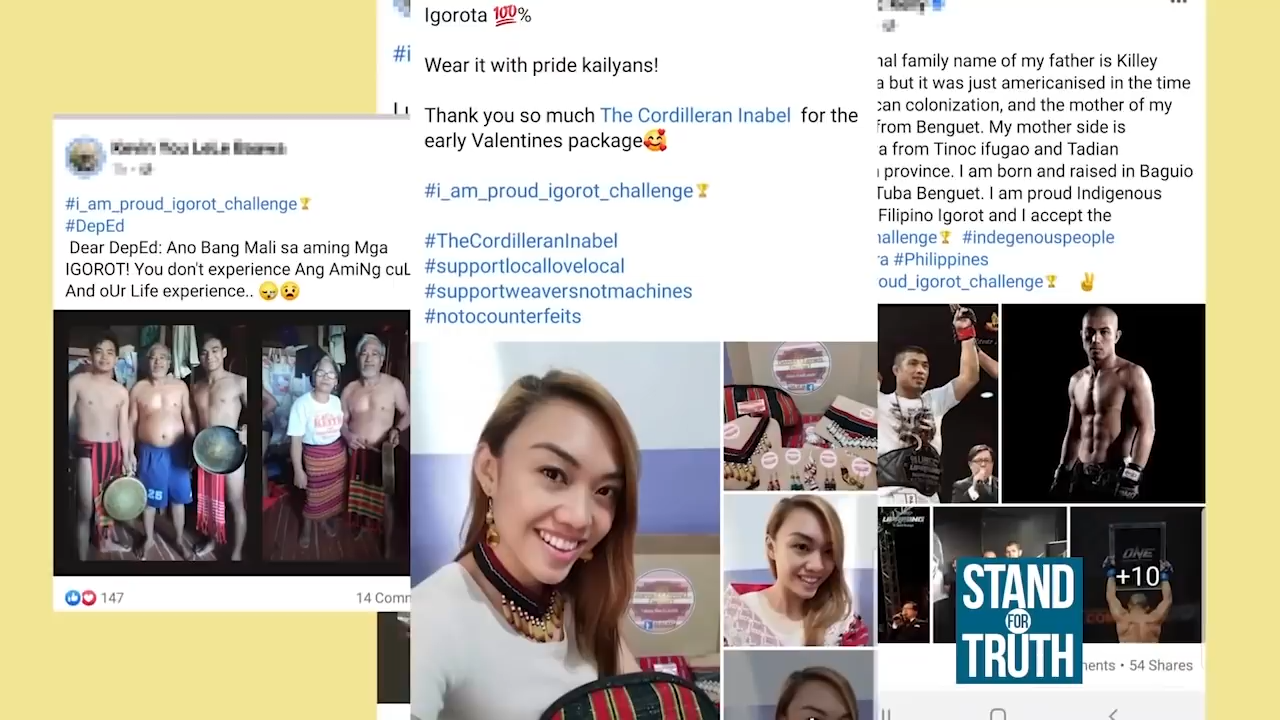 #i_am_proud_igorot_challenge🏆
#DepEd
Dear DepEd: Ano Bang Mali sa aming Mga
IGOROT! You don't experience Ang AmiNg cuL
And oUr Life experience.. 😪😧
147
14 Comm
#i
Igorota 💯%
Wear it with pride kailyans!
Thank you so much The Cordilleran Inabel for the
early Valentines package🥰
#i_am_proud_igorot_challenge🏆
#TheCordilleranInabel
#supportlocallovelocal
#supportweaversnotmachines
#notocounterfeits
nal family name of my father is Killey
a but it was just americanised in the time
can colonization, and the mother of my
from Benguet. My mother side is
a from Tinoc ifugao and Tadian
province. I am born and raised in Baguio
Tuba Benguet. I am proud Indigenous
Filipino Igorot and I accept the
hallenge🏆 #indegenouspeople
ra #Philippines
oud_igorot_challenge🏆 ✌
ONE
+10
STAND
FOR
TRUTH
ments • 54 Shares